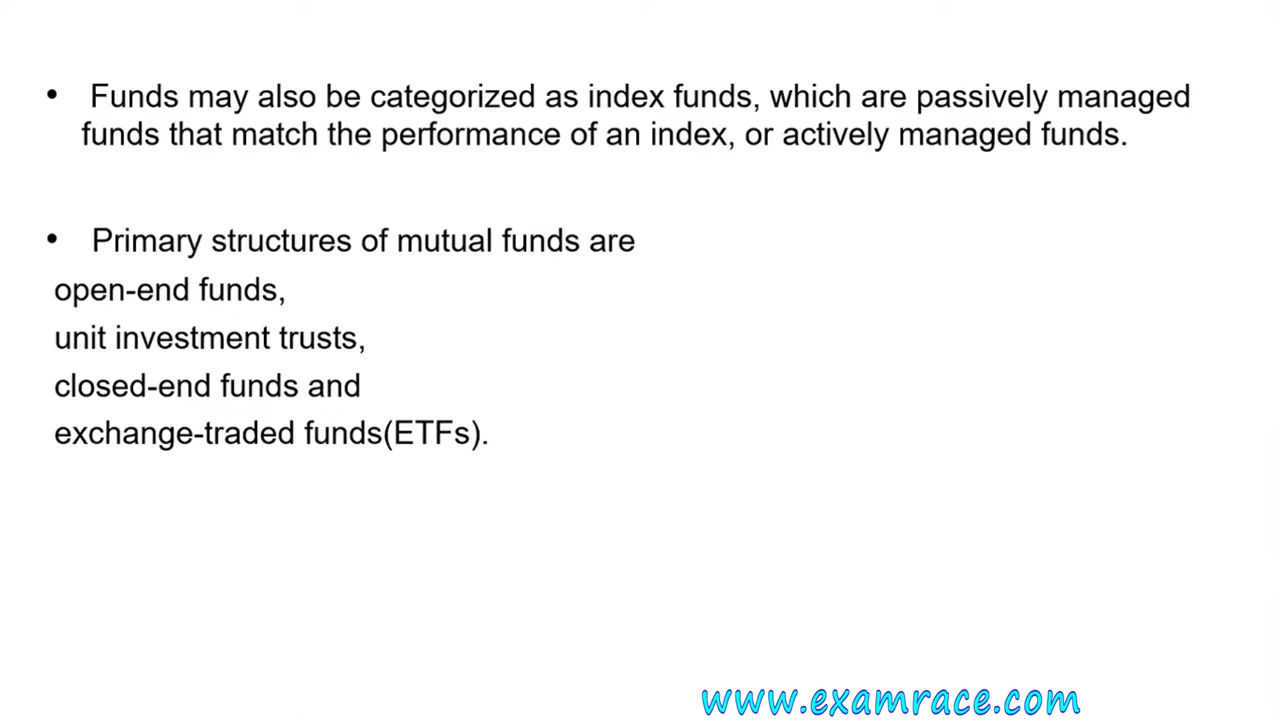 • Funds may also be categorized as index funds, which are passively managed
funds that match the performance of an index, or actively managed funds.
• Primary structures of mutual funds are
open-end funds,
unit investment trusts,
closed-end funds and
exchange-traded funds(ETFs).
www.examrace.com